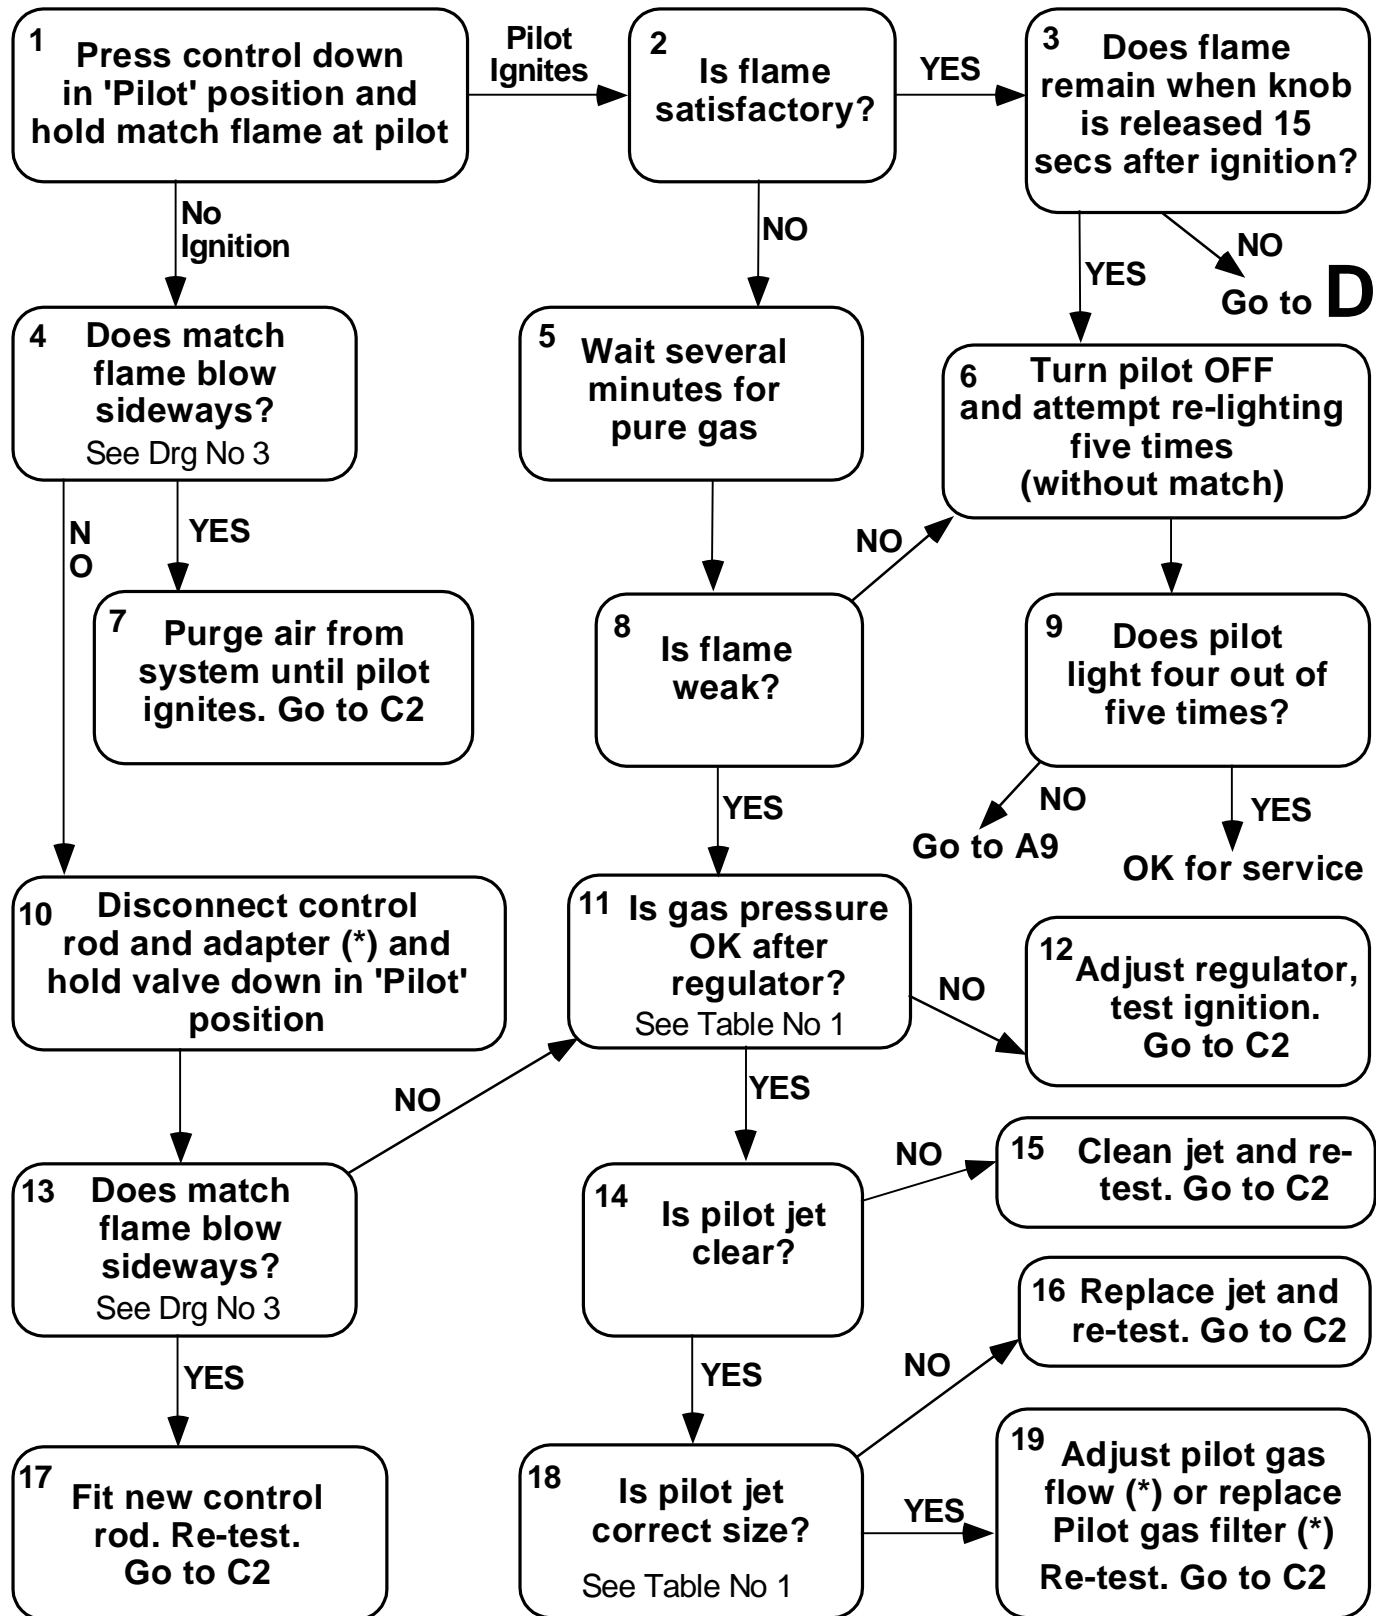 1
Press control down
in 'Pilot' position and
hold match flame at pilot
Pilot
Ignites
2
Is flame
satisfactory?
YES
3
Does flame
remain when knob
is released 15
secs after ignition?
No
Ignition
NO
YES
NO
Go to D
4
Does match
flame blow
sideways?
See Drg No 3
5
Wait several
minutes for
pure gas
6
Turn pilot OFF
and attempt re-lighting
five times
(without match)
N
O
YES
NO
7
Purge air from
system until pilot
ignites. Go to C2
8
Is flame
weak?
9
Does pilot
light four out of
five times?
YES
NO
Go to A9
YES
OK for service
10
Disconnect control
rod and adapter (*) and
hold valve down in 'Pilot'
position
11
Is gas pressure
OK after
regulator?
See Table No 1
NO
12
Adjust regulator,
test ignition.
Go to C2
NO
YES
13
Does match
flame blow
sideways?
See Drg No 3
14
Is pilot jet
clear?
NO
15
Clean jet and re-
test. Go to C2
16
Replace jet and
re-test. Go to C2
YES
YES
NO
17
Fit new control
rod. Re-test.
Go to C2
18
Is pilot jet
correct size?
See Table No 1
YES
19
Adjust pilot gas
flow (*) or replace
Pilot gas filter (*)
Re-test. Go to C2